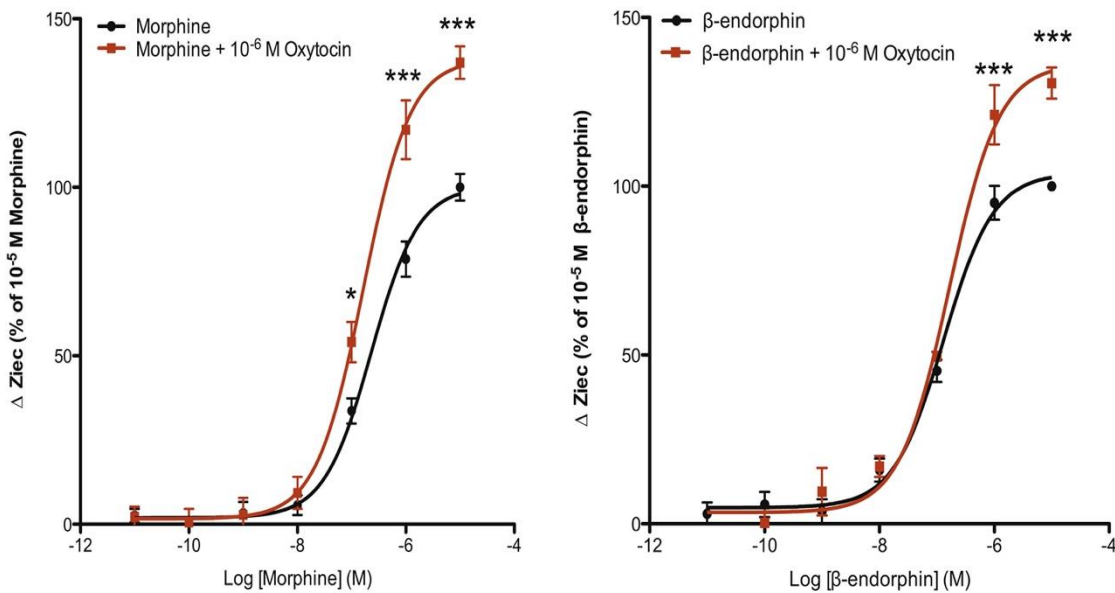 Morphine
Morphine + 10⁻⁶ M Oxytocin
150
100
50
0
-12
-10
-8
-6
-4
*
***
***
Δ Ziec (% of 10⁻⁵ M Morphine)
Log [Morphine] (M)
β-endorphin
β-endorphin + 10⁻⁶ M Oxytocin
150
100
50
0
-12
-10
-8
-6
-4
***
***
Δ Ziec (% of 10⁻⁵ M β-endorphin)
Log [β-endorphin] (M)